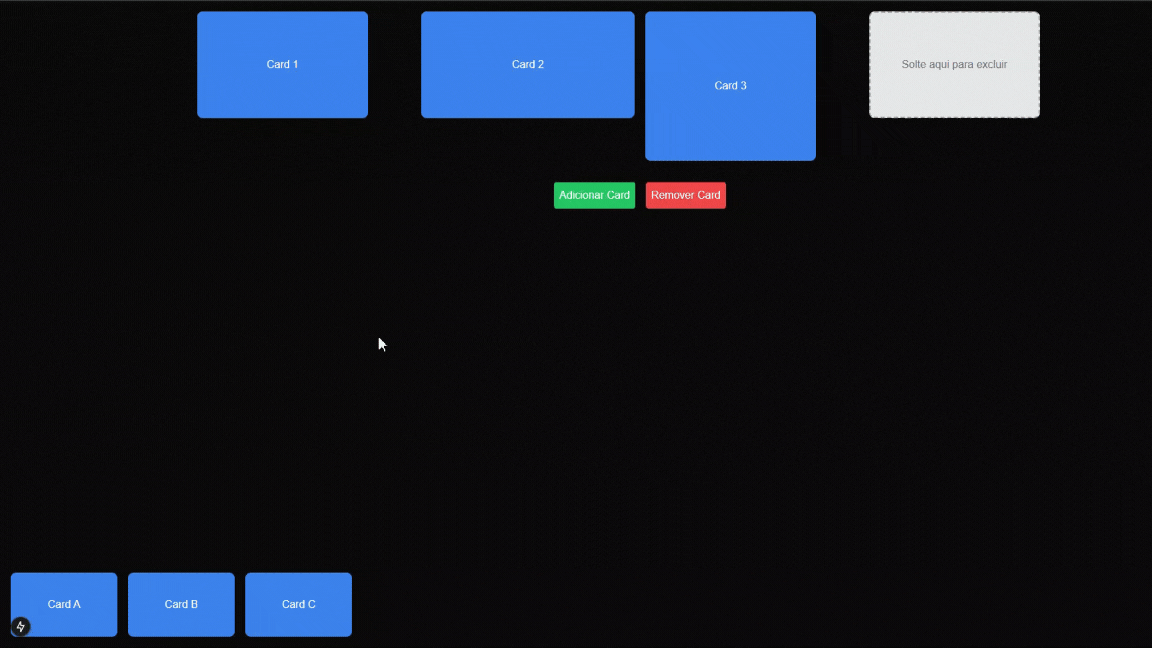 Card 1
Card 2
Card 3
Solte aqui para excluir
Adicionar Card
Remover Card
Card A
Card B
Card C